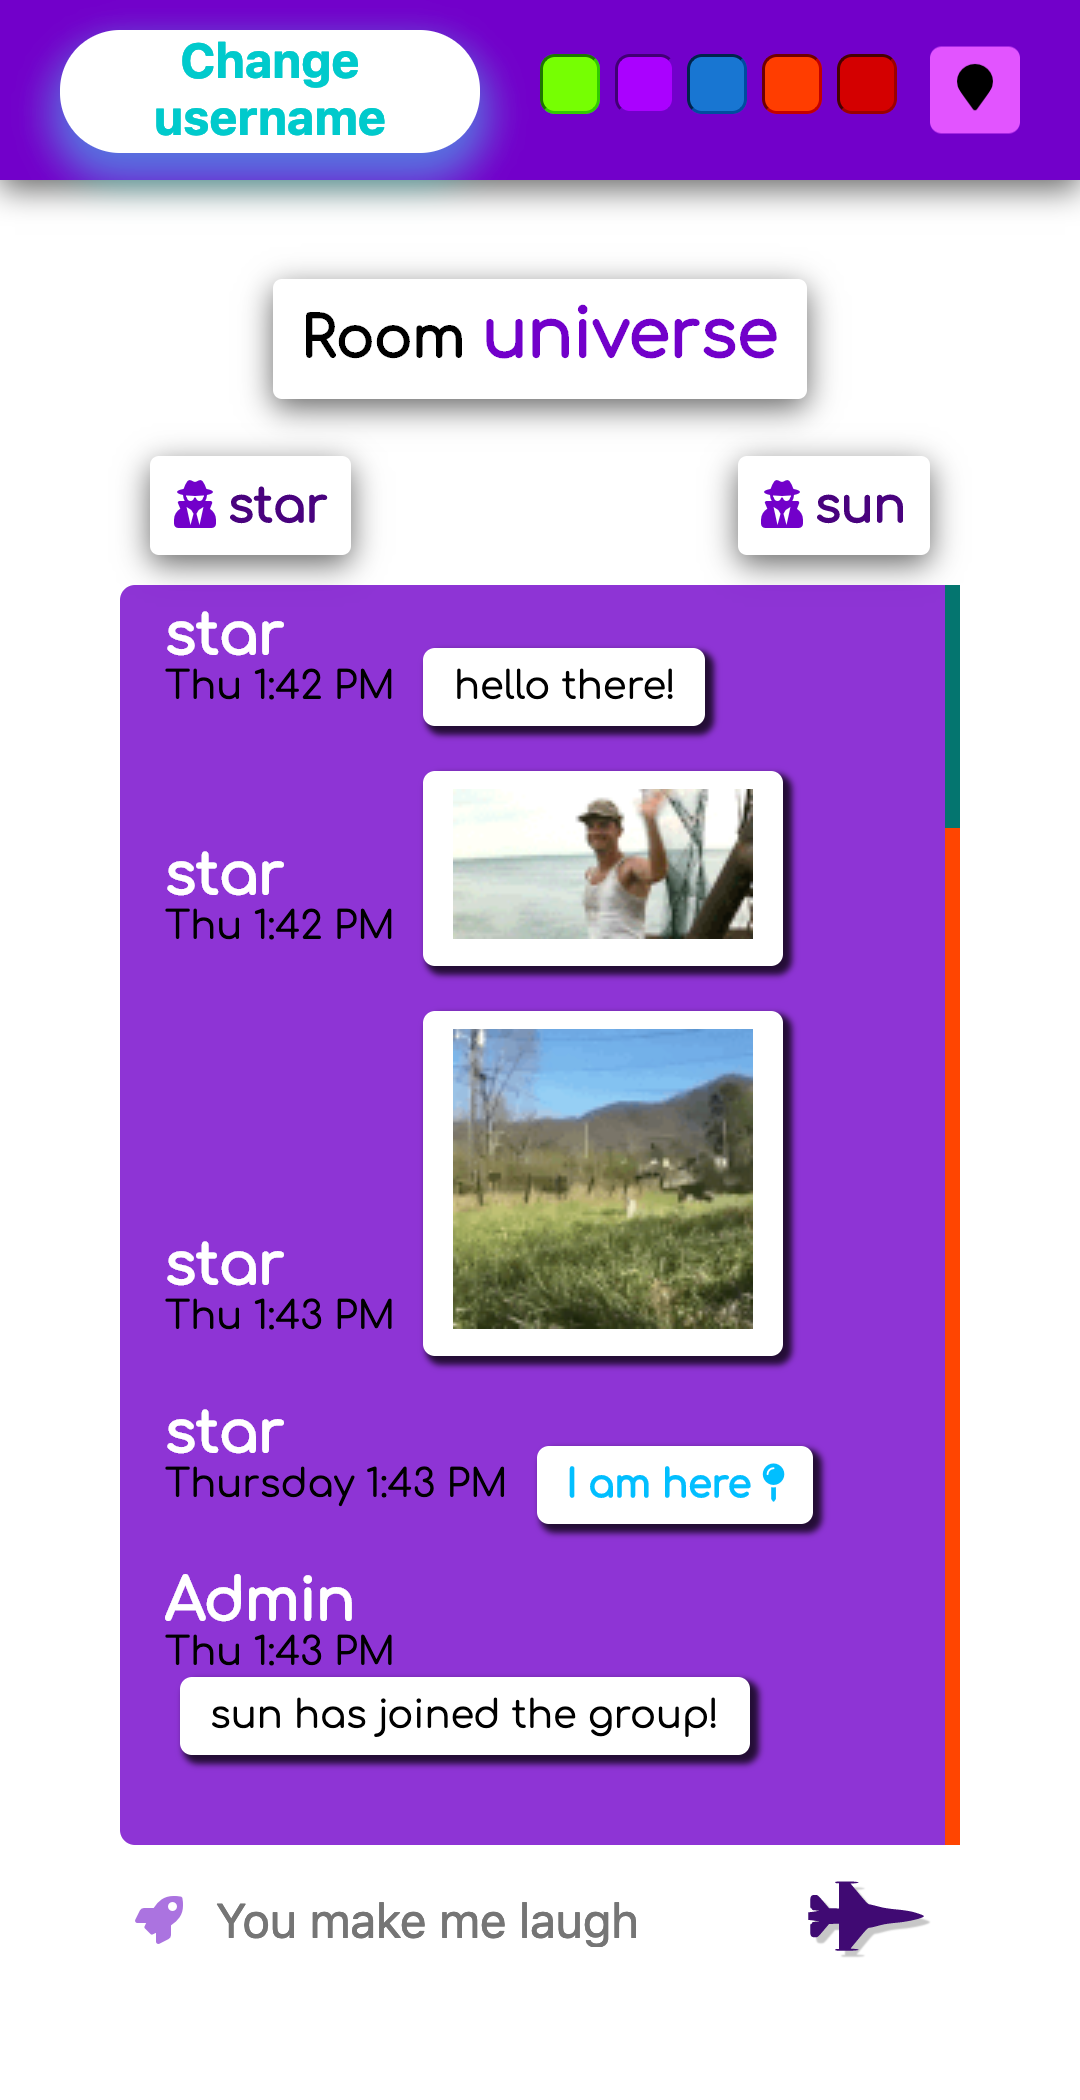 Change
username
Room universe
star
sun
star
Thu 1:42 PM hello there!
star
Thu 1:42 PM
star
Thu 1:43 PM
star
Thursday 1:43 PM I am here
Admin
Thu 1:43 PM
sun has joined the group!
You make me laugh